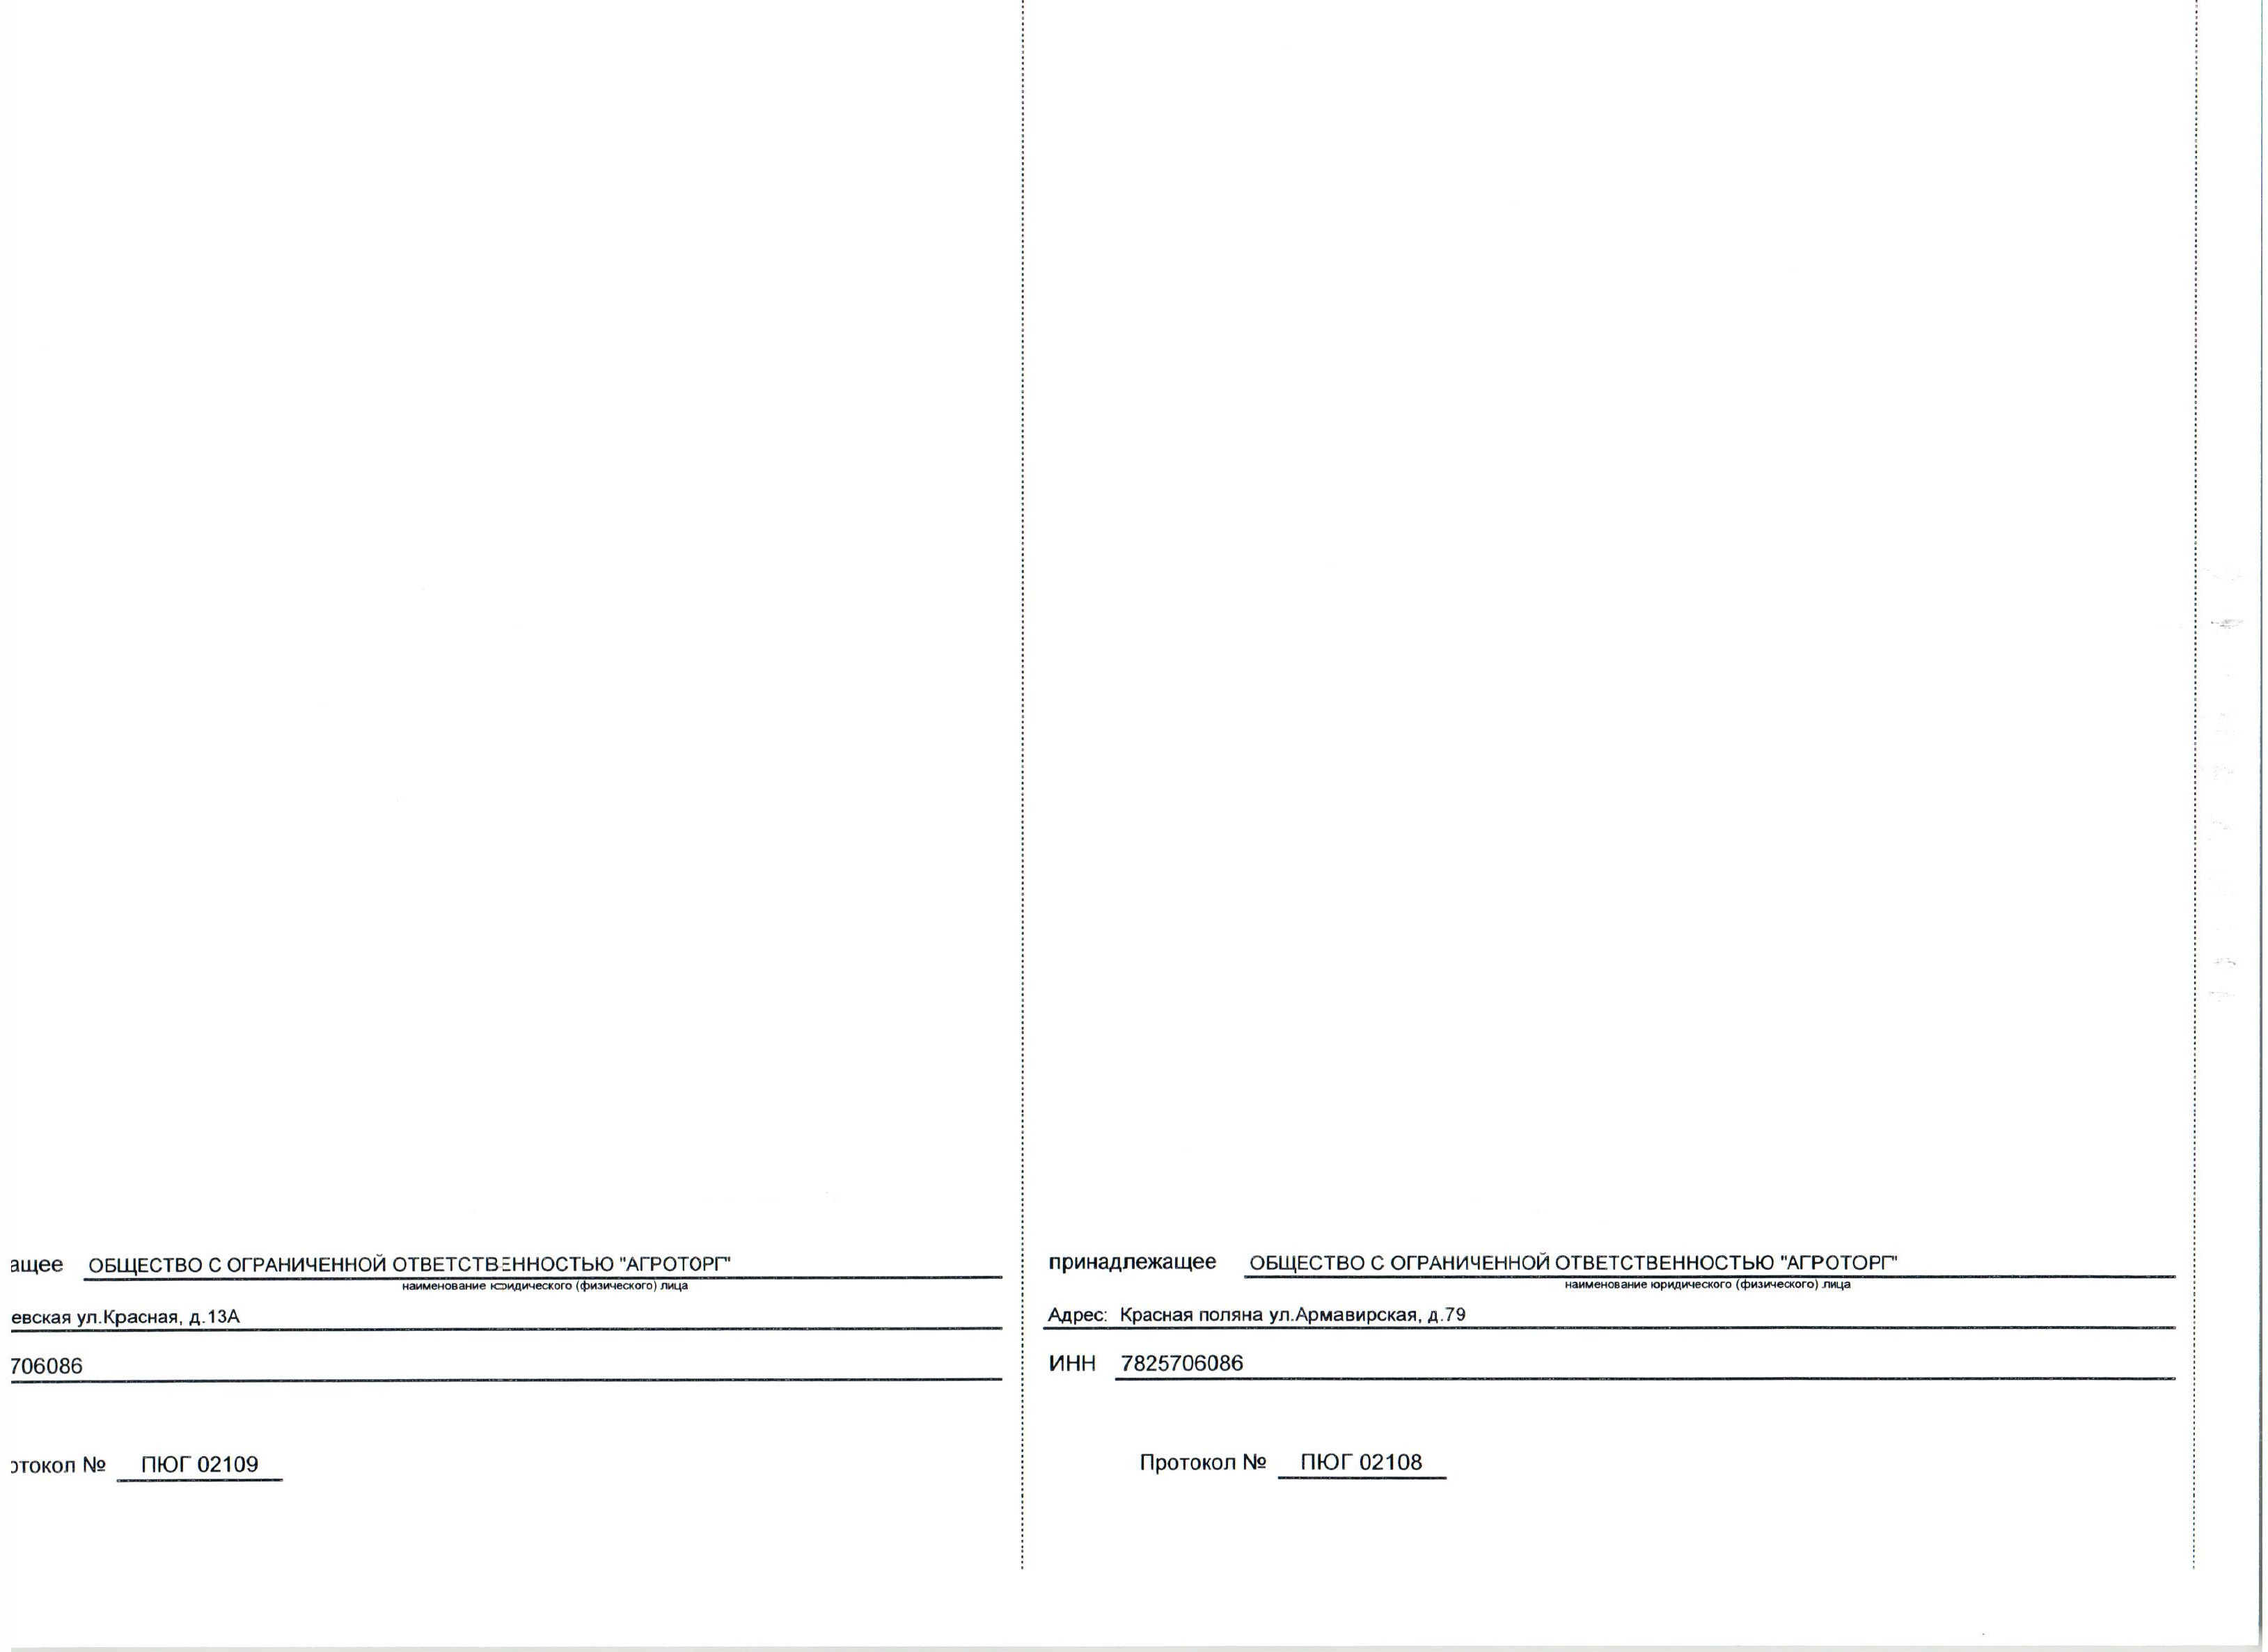 ащее ОБЩЕСТВО С ОГРАНИЧЕННОЙ ОТВЕТСТВЕННОСТЬЮ "АГРОТОРГ"
наименование юридического (физического) лица
евская ул.Красная, д.13А
706086
отокол № ПЮГ 02109
принадлежащее ОБЩЕСТВО С ОГРАНИЧЕННОЙ ОТВЕТСТВЕННОСТЬЮ "АГРОТОРГ"
наименование юридического (физического) лица
Адрес: Красная поляна ул.Армавирская, д.79
ИНН 7825706086
Протокол № ПЮГ 02108